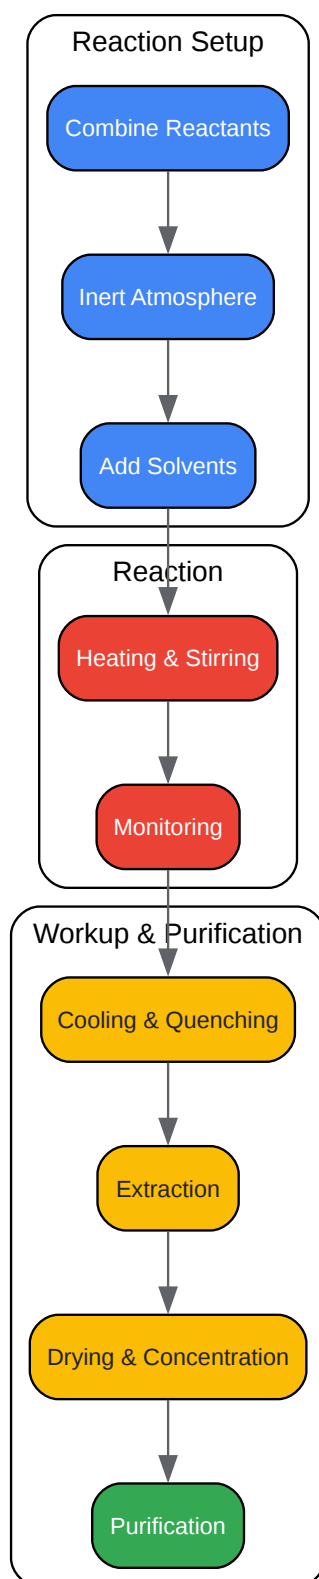 Reaction Setup
Combine Reactants
Inert Atmosphere
Add Solvents
Reaction
Heating & Stirring
Monitoring
Workup & Purification
Cooling & Quenching
Extraction
Drying & Concentration
Purification